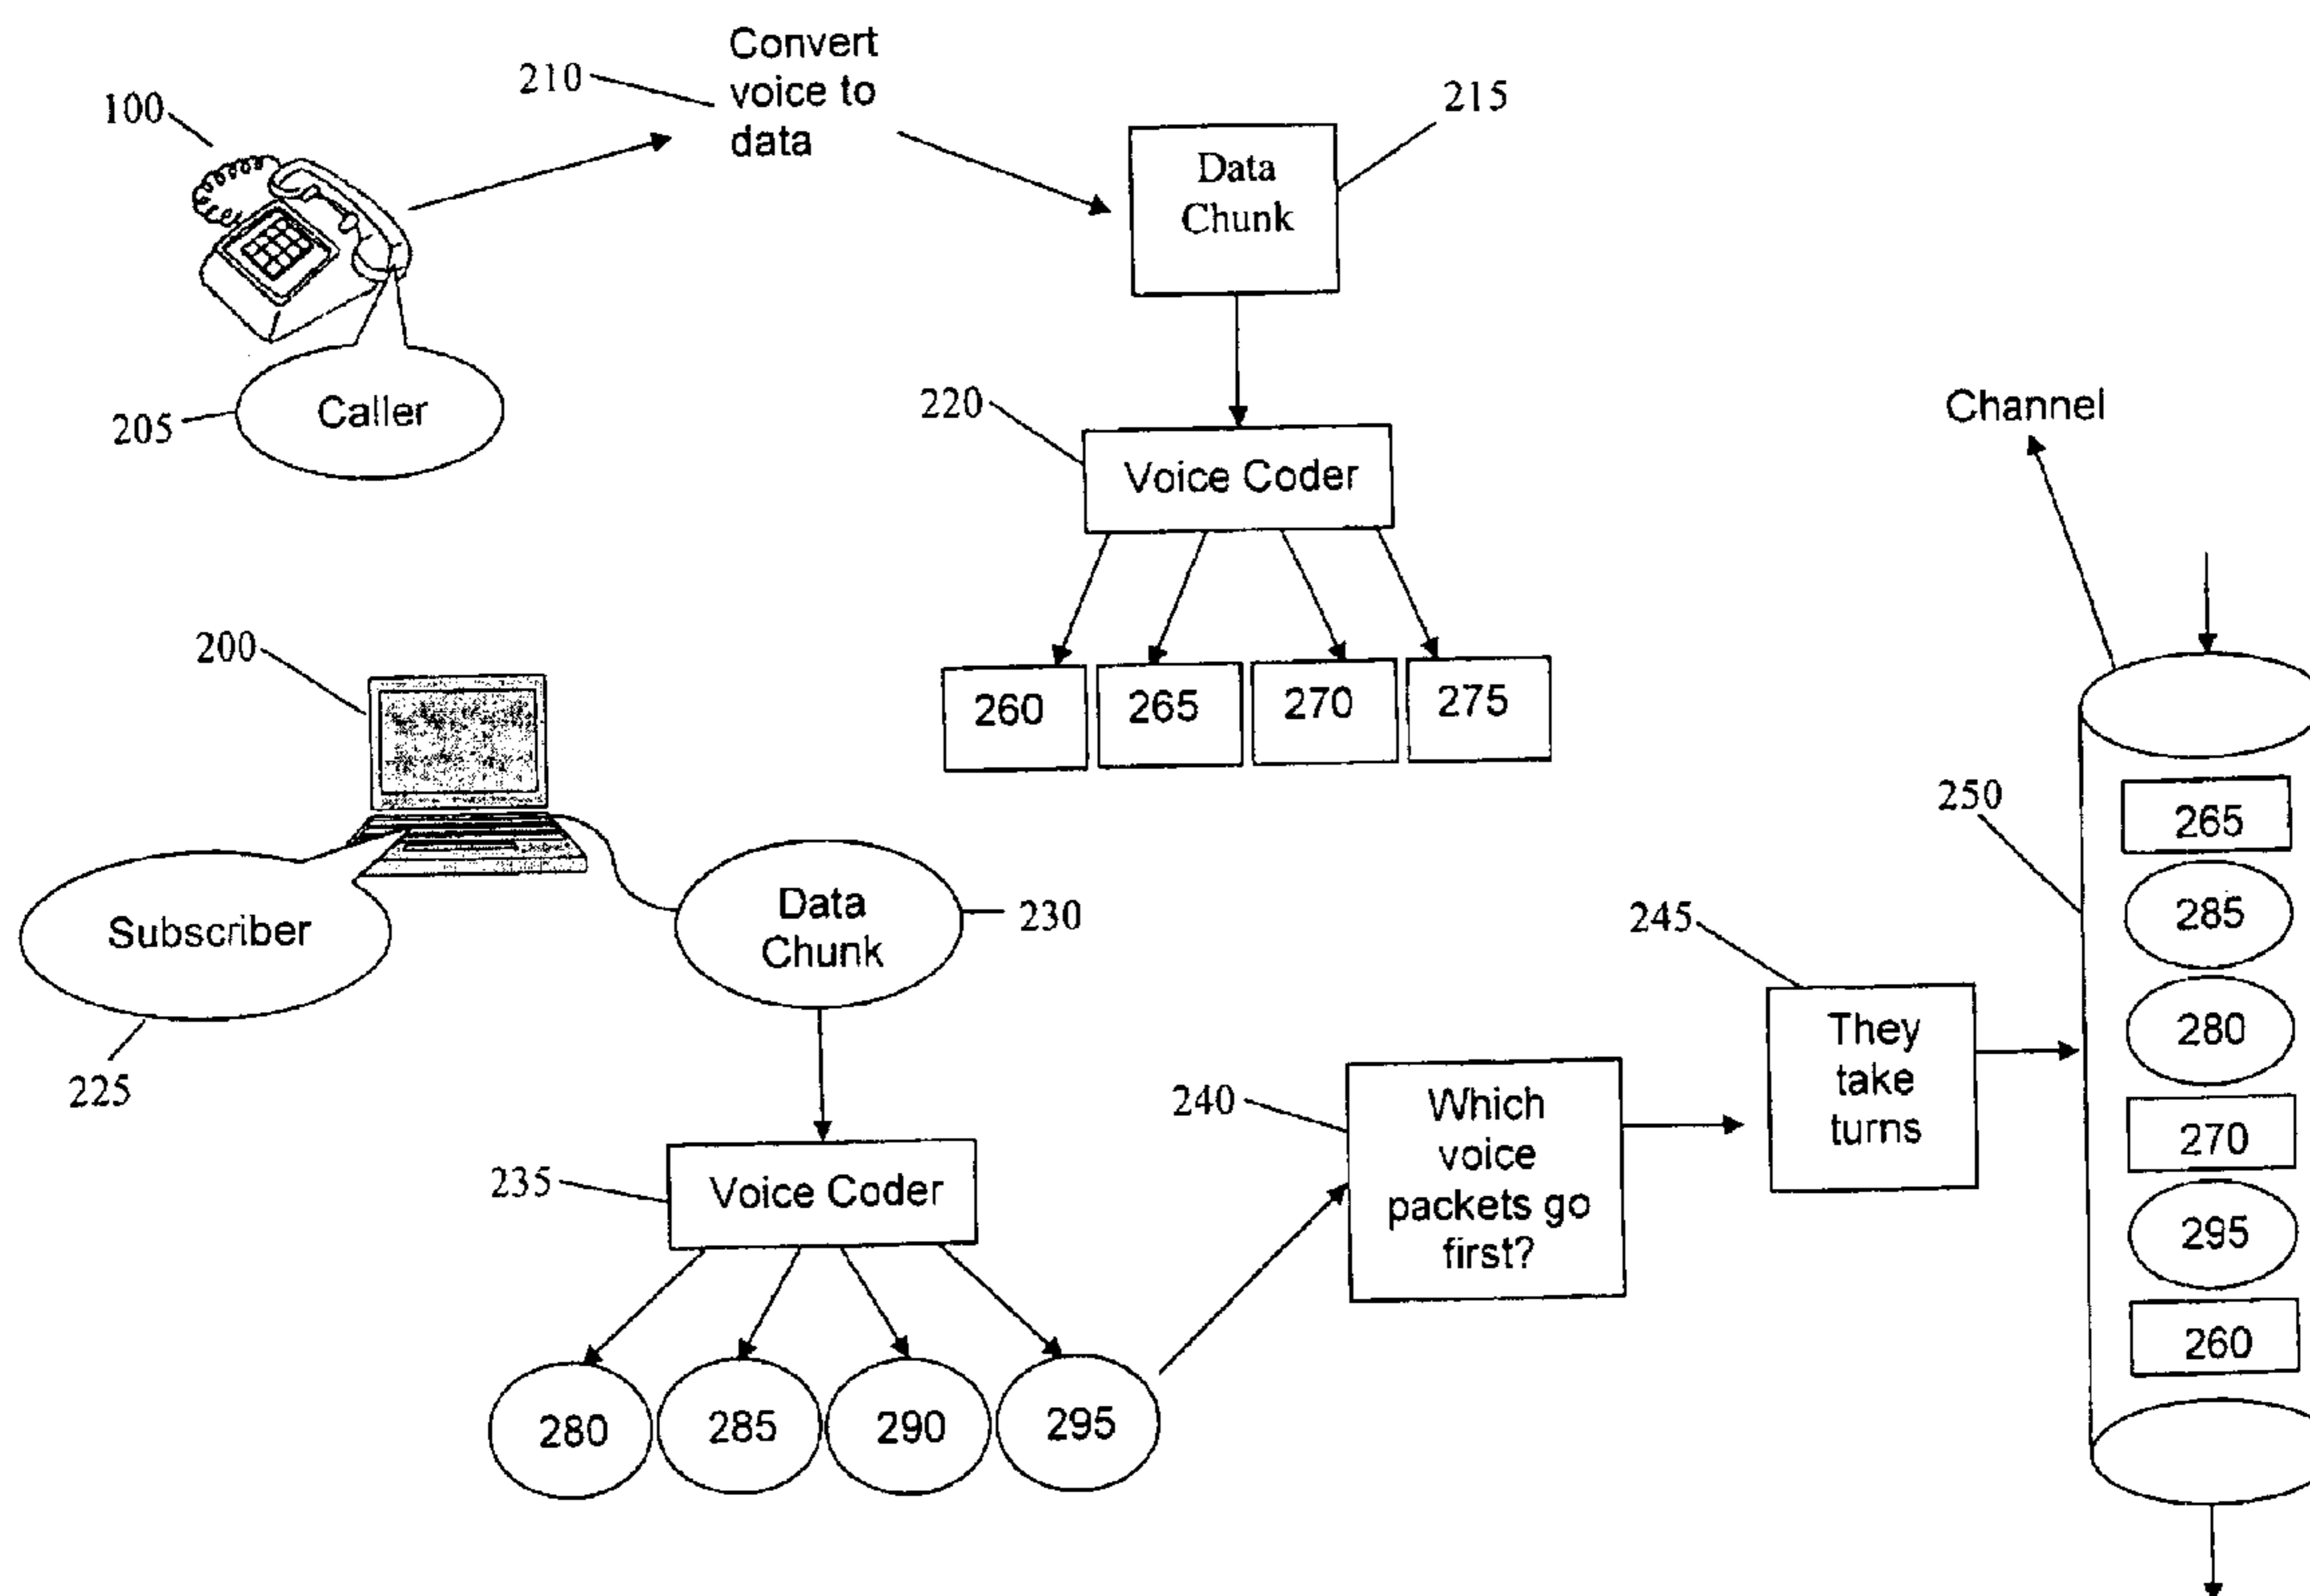 Convert
voice to
data
210
100
215
Data
Chunk
Caller
205
220
Voice Coder
Channel
260
265
270
275
200
Subscriber
225
Data
Chunk
230
235
Voice Coder
280
285
290
295
240
Which
voice
packets go
first?
245
They
take
turns
250
265
285
280
270
295
260